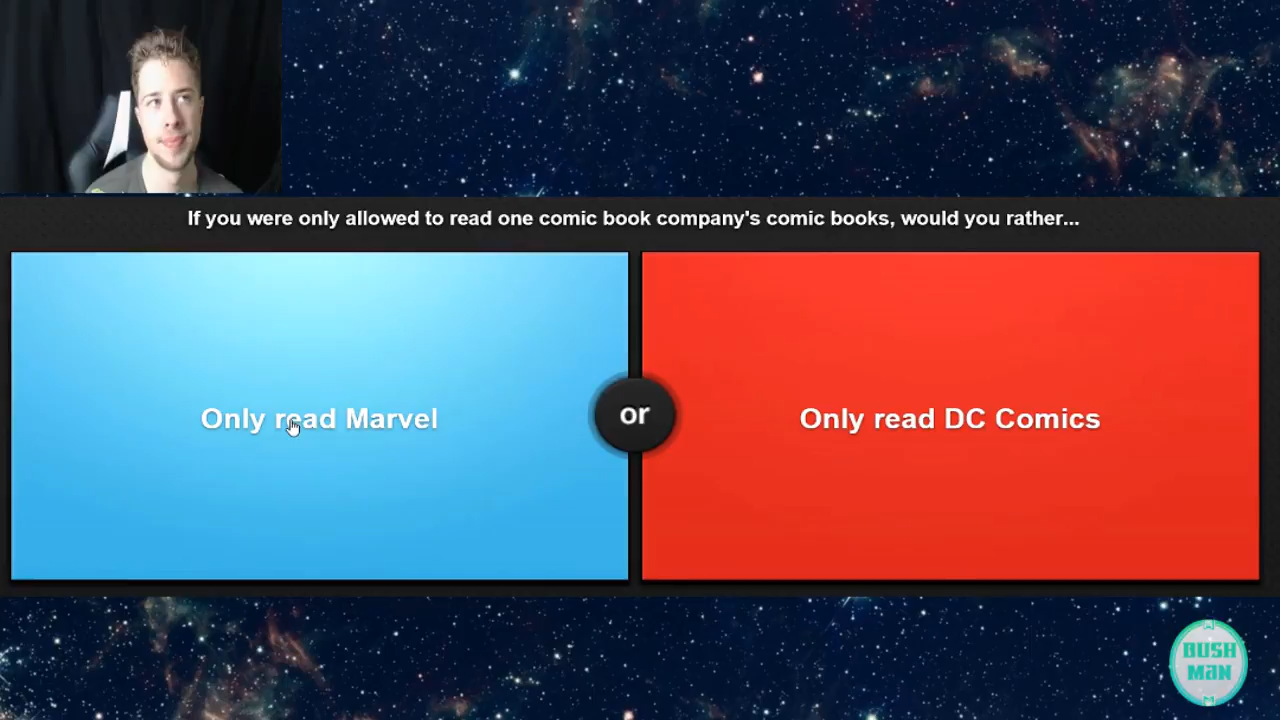 If you were only allowed to read one comic book company's comic books, would you rather...
Only read Marvel
or
Only read DC Comics
BUSH
MAN